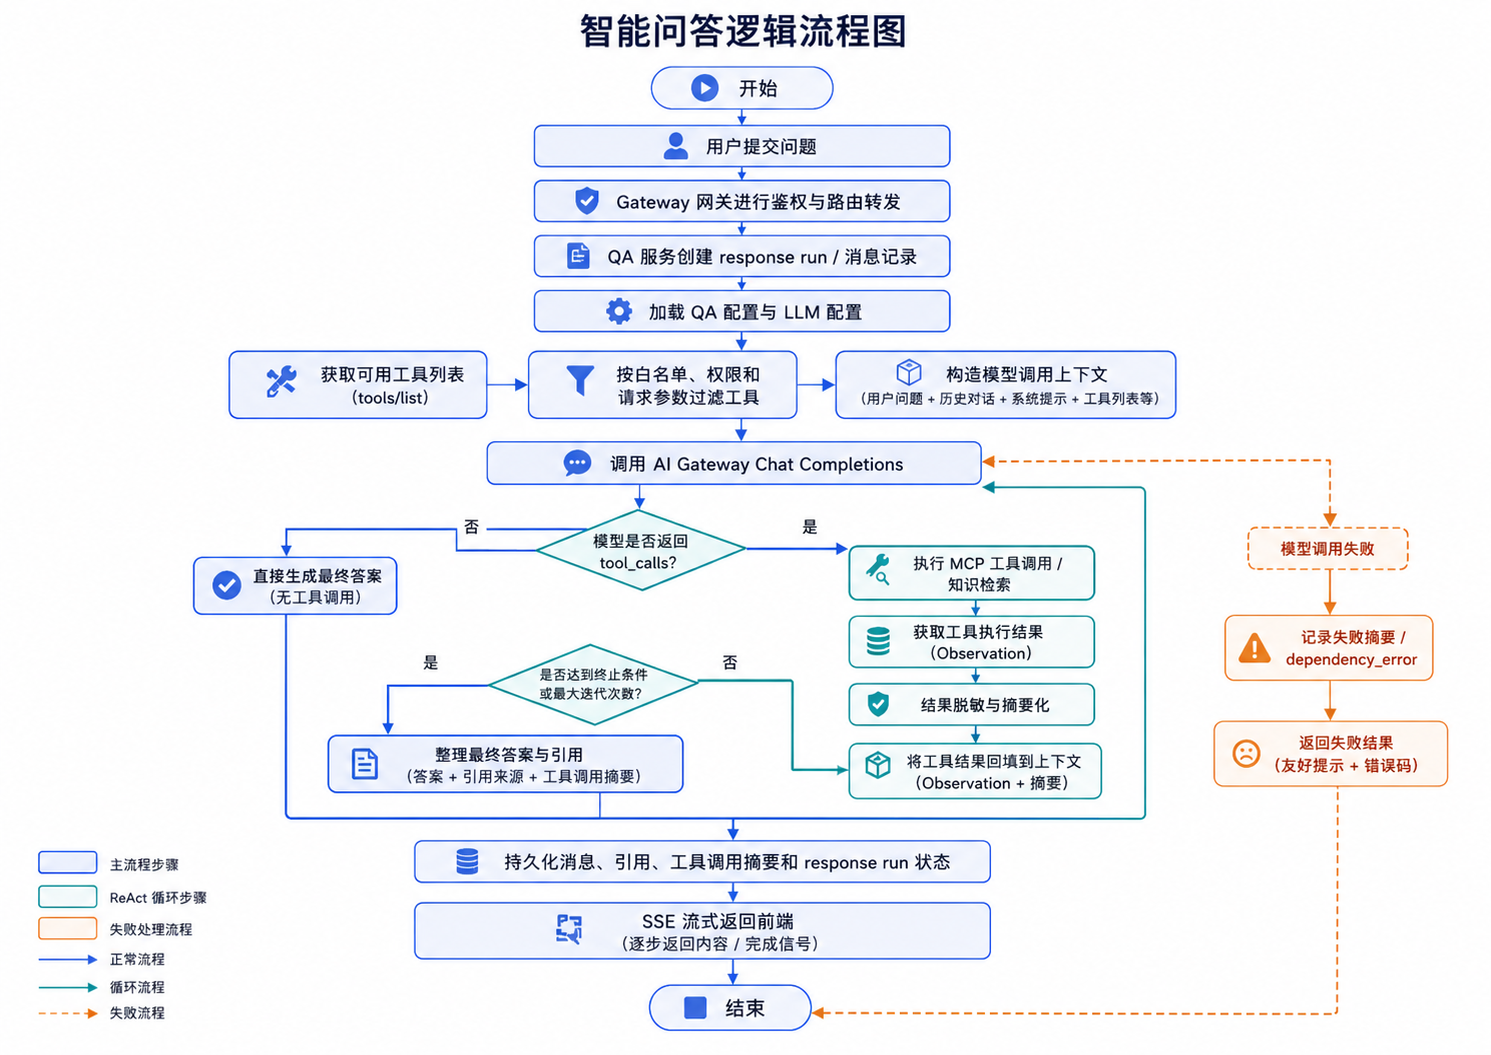 智能问答逻辑流程图
开始
用户提交问题
Gateway 网关进行鉴权与路由转发
QA 服务创建 response run / 消息记录
加载 QA 配置与 LLM 配置
获取可用工具列表
（tools/list）
按白名单、权限和
请求参数过滤工具
构造模型调用上下文
（用户问题 + 历史对话 + 系统提示 + 工具列表等）
调用 AI Gateway Chat Completions
否
模型是否返回
tool_calls?
是
直接生成最终答案
（无工具调用）
执行 MCP 工具调用 /
知识检索
获取工具执行结果
（Observation）
结果脱敏与摘要化
将工具结果回填到上下文
（Observation + 摘要）
是
是否达到终止条件
或最大迭代次数?
否
整理最终答案与引用
（答案 + 引用来源 + 工具调用摘要）
模型调用失败
记录失败摘要 /
dependency_error
返回失败结果
（友好提示 + 错误码）
持久化消息、引用、工具调用摘要和 response run 状态
SSE 流式返回前端
（逐步返回内容 / 完成信号）
结束
主流程步骤
ReAct 循环步骤
失败处理流程
正常流程
循环流程
失败流程